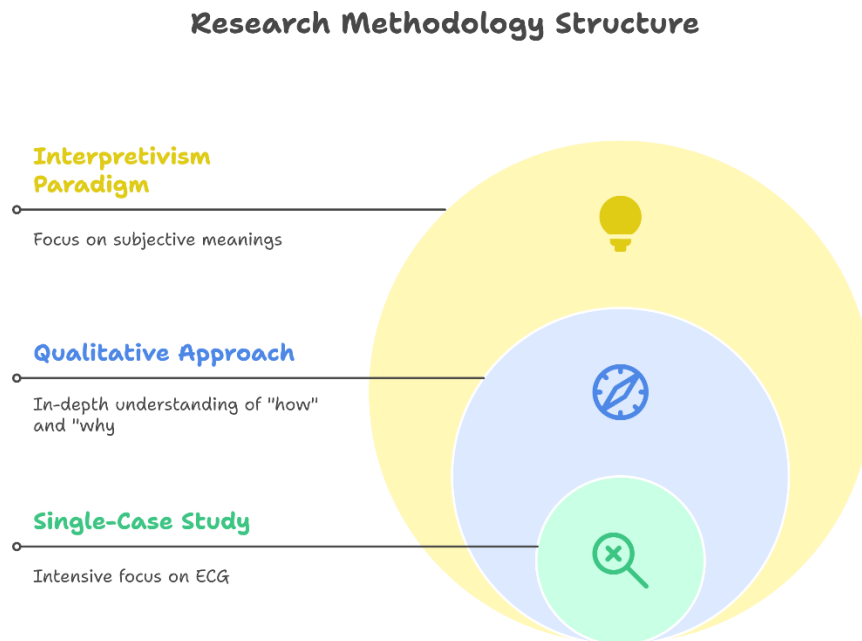 Research Methodology Structure
Interpretivism
Paradigm
Focus on subjective meanings
Qualitative Approach
In-depth understanding of "how"
and "why
Single-Case Study
Intensive focus on ECG